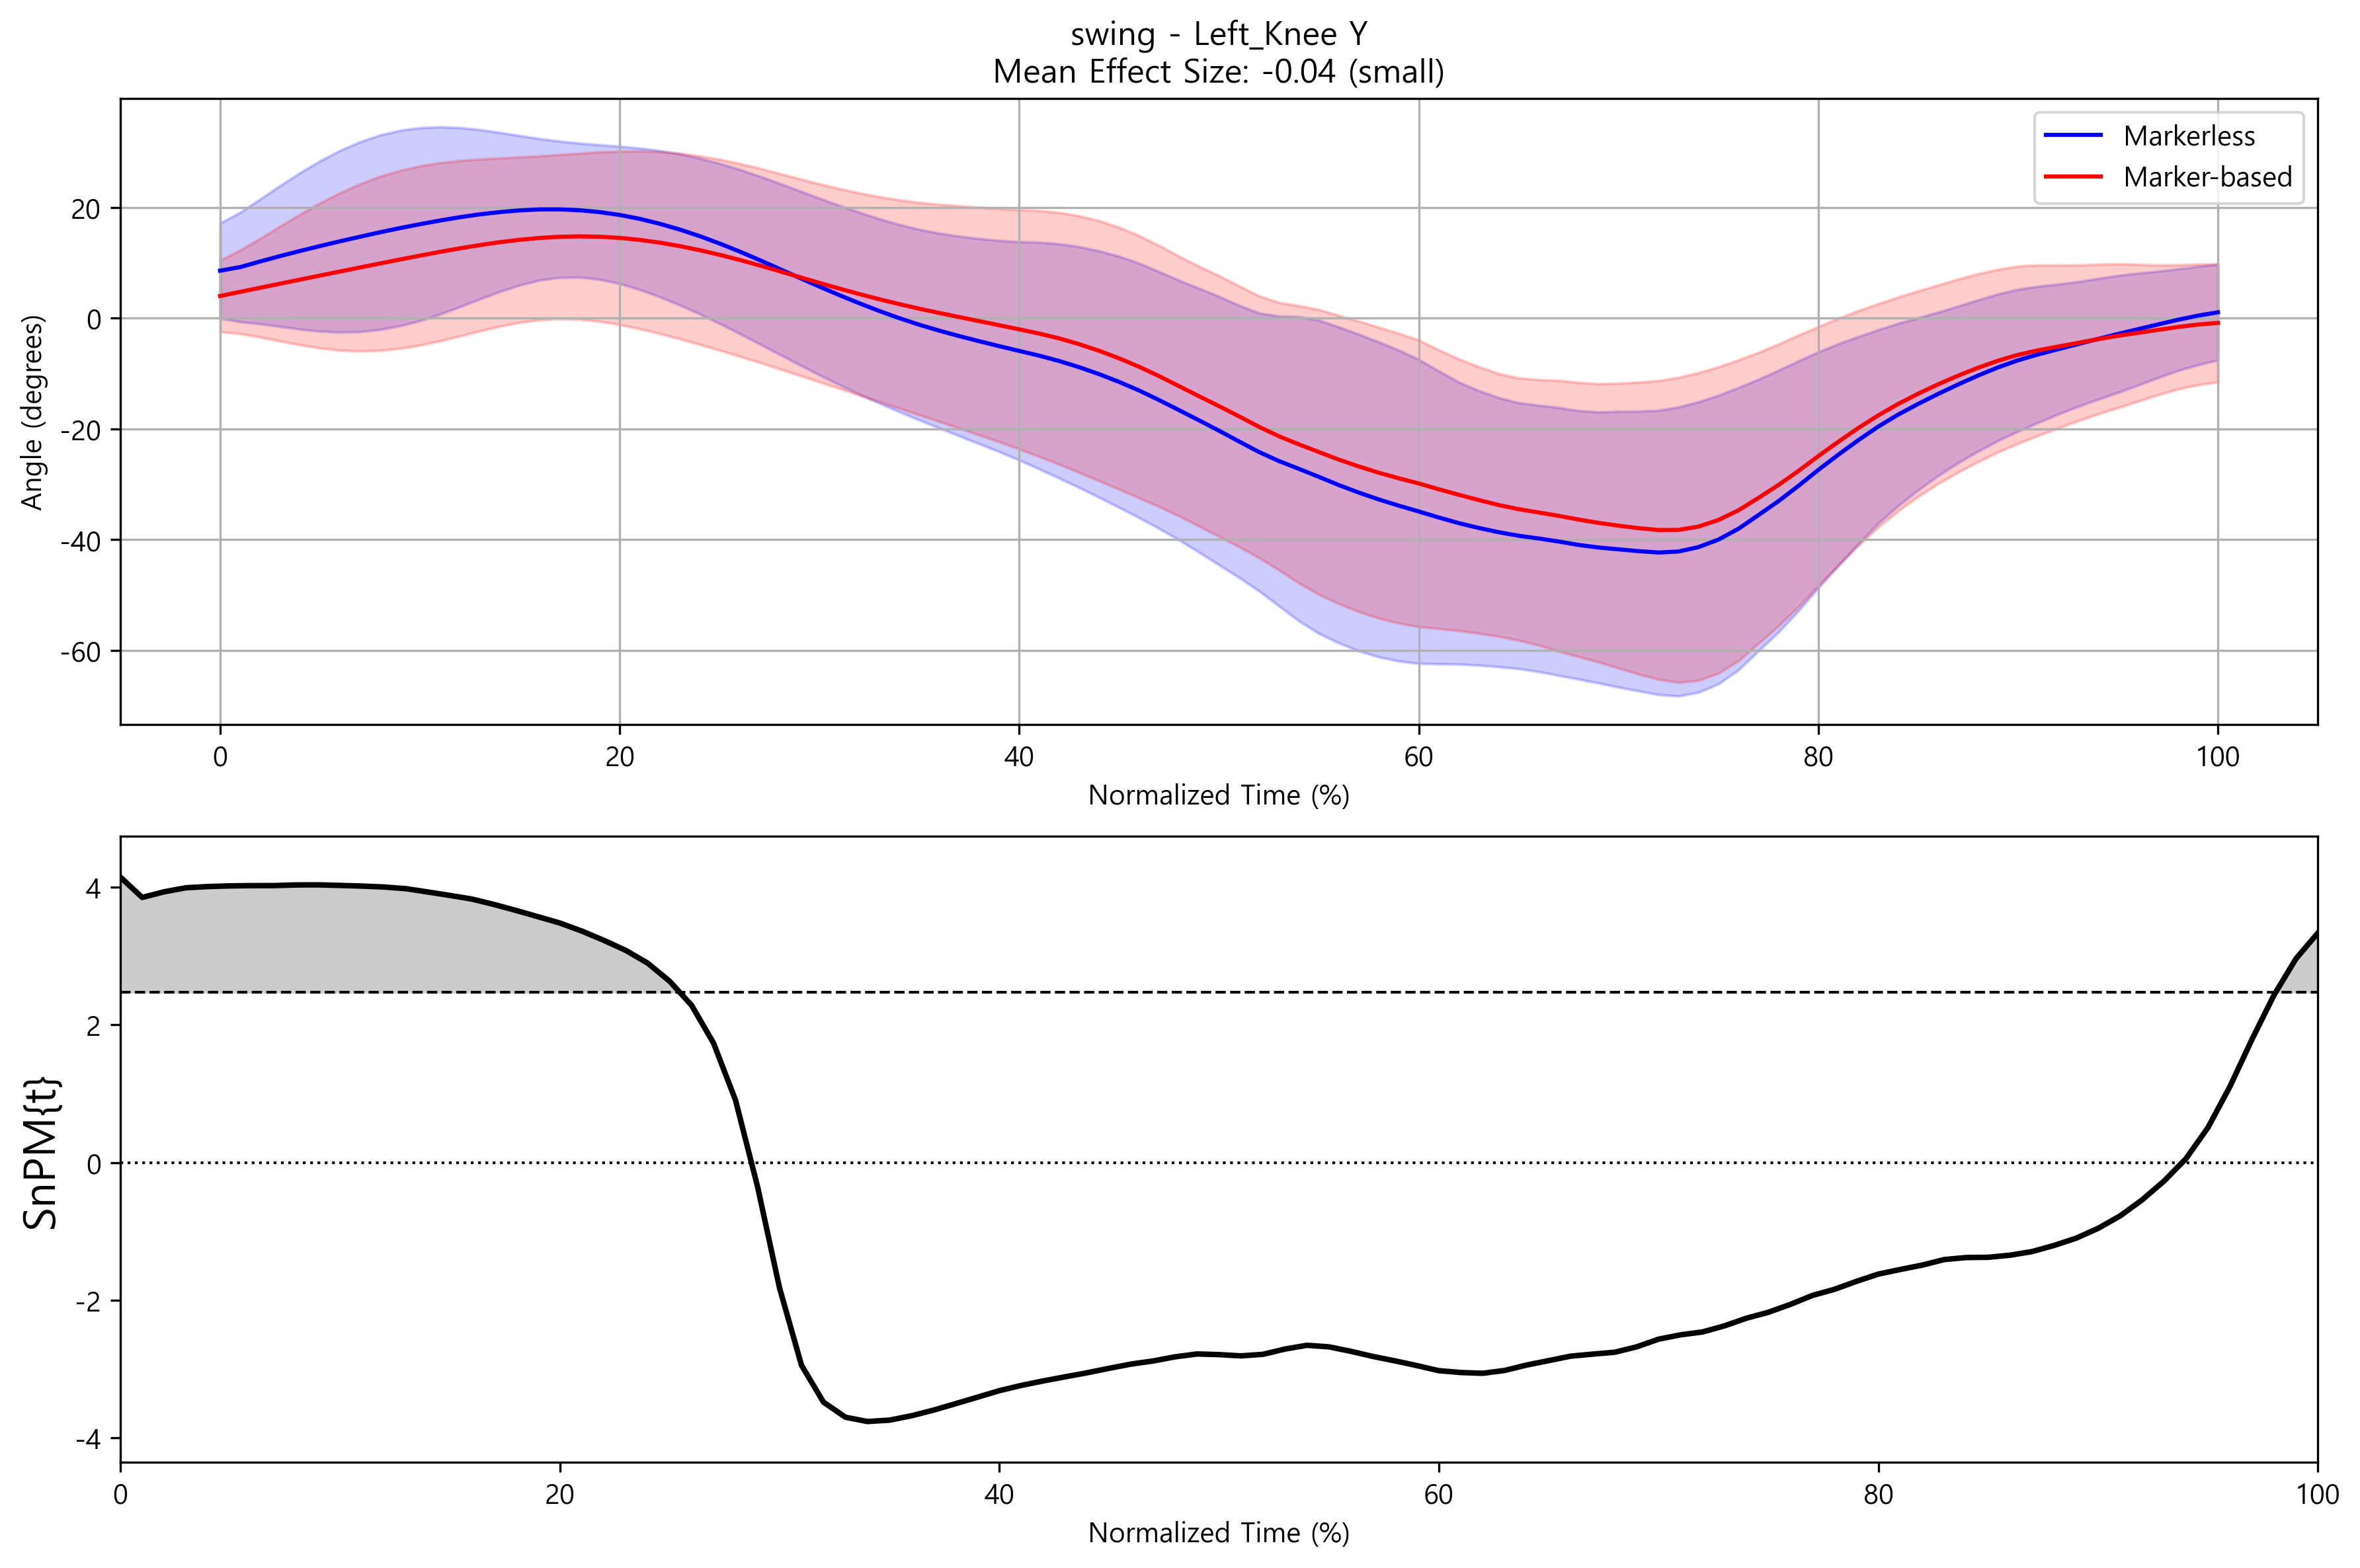 swing - Left_Knee Y
Mean Effect Size: -0.04 (small)
Markerless
Marker-based
20
0
-20
-40
-60
Angle (degrees)
0 20 40 60 80 100
Normalized Time (%)
4
2
0
-2
-4
SnPM{t}
0 20 40 60 80 100
Normalized Time (%)